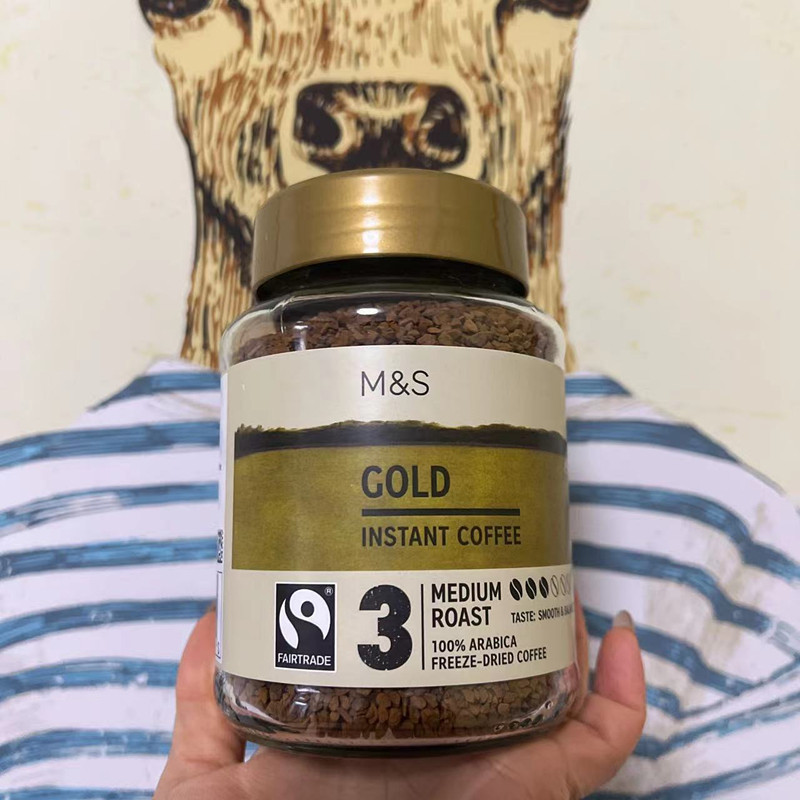 M&S
GOLD
INSTANT COFFEE
FAIRTRADE
®
3
MEDIUM
ROAST
TASTE: SMOOTH &
100% ARABICA
FREEZE-DRIED COFFEE